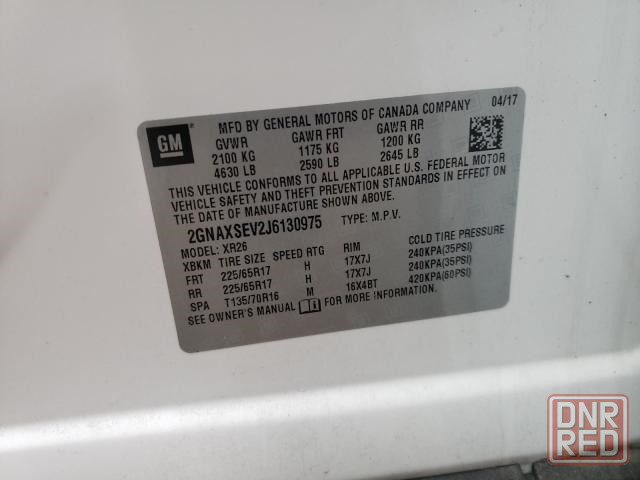 GM
MFD BY GENERAL MOTORS OF CANADA COMPANY 04/17
GVWR GAWR FRT GAWR RR
2100 KG 1175 KG 1200 KG
4630 LB 2590 LB 2645 LB
THIS VEHICLE CONFORMS TO ALL APPLICABLE U.S. FEDERAL MOTOR
VEHICLE SAFETY AND THEFT PREVENTION STANDARDS IN EFFECT ON
THE DATE OF MANUFACTURE SHOWN ABOVE.
2GNAXSEV2J6130975 TYPE: M.P.V.
MODEL: XR26
XBKM TIRE SIZE SPEED RTG RIM COLD TIRE PRESSURE
FRT 225/65R17 H 17X7J 240KPA(35PSI)
RR 225/65R17 H 17X7J 240KPA(35PSI)
SPA T135/70R16 M 16X4BT 420KPA(60PSI)
SEE OWNER'S MANUAL FOR MORE INFORMATION.
DNR
RED